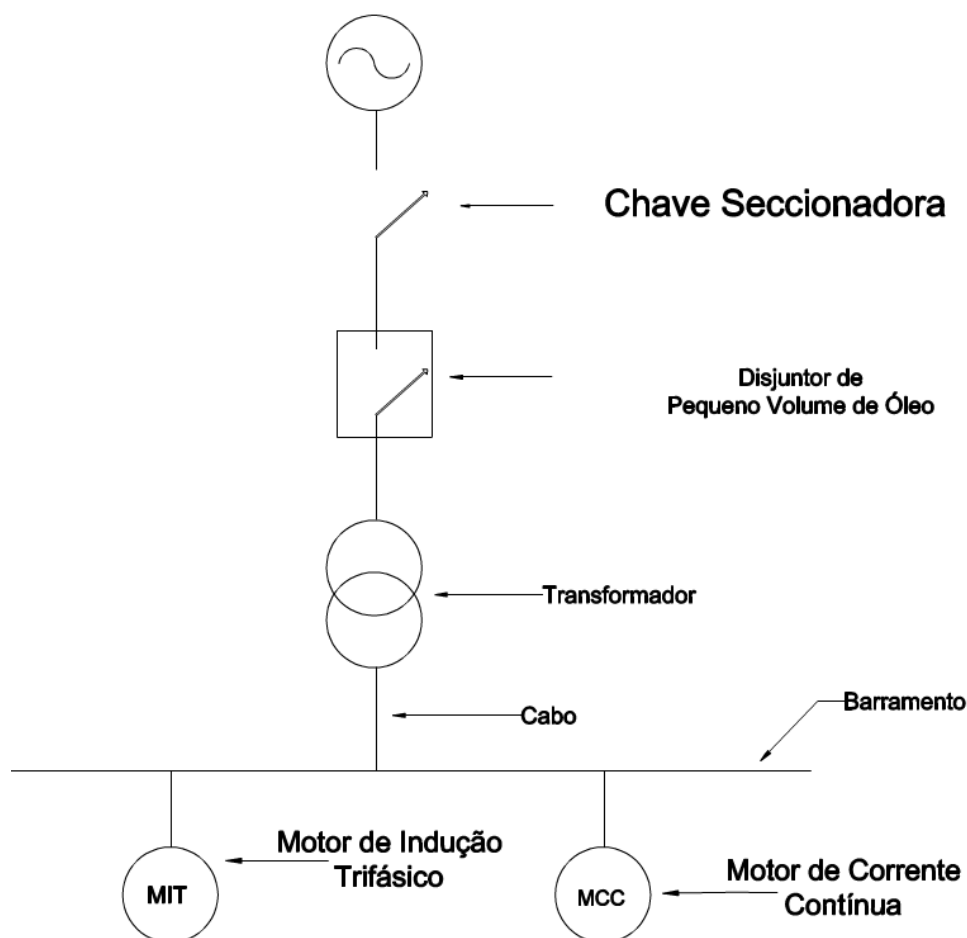 Chave Seccionadora
Disjuntor de
Pequeno Volume de Óleo
Transformador
Cabo
Barramento
Motor de Indução
Trifásico
MIT
Motor de Corrente
Contínua
MCC